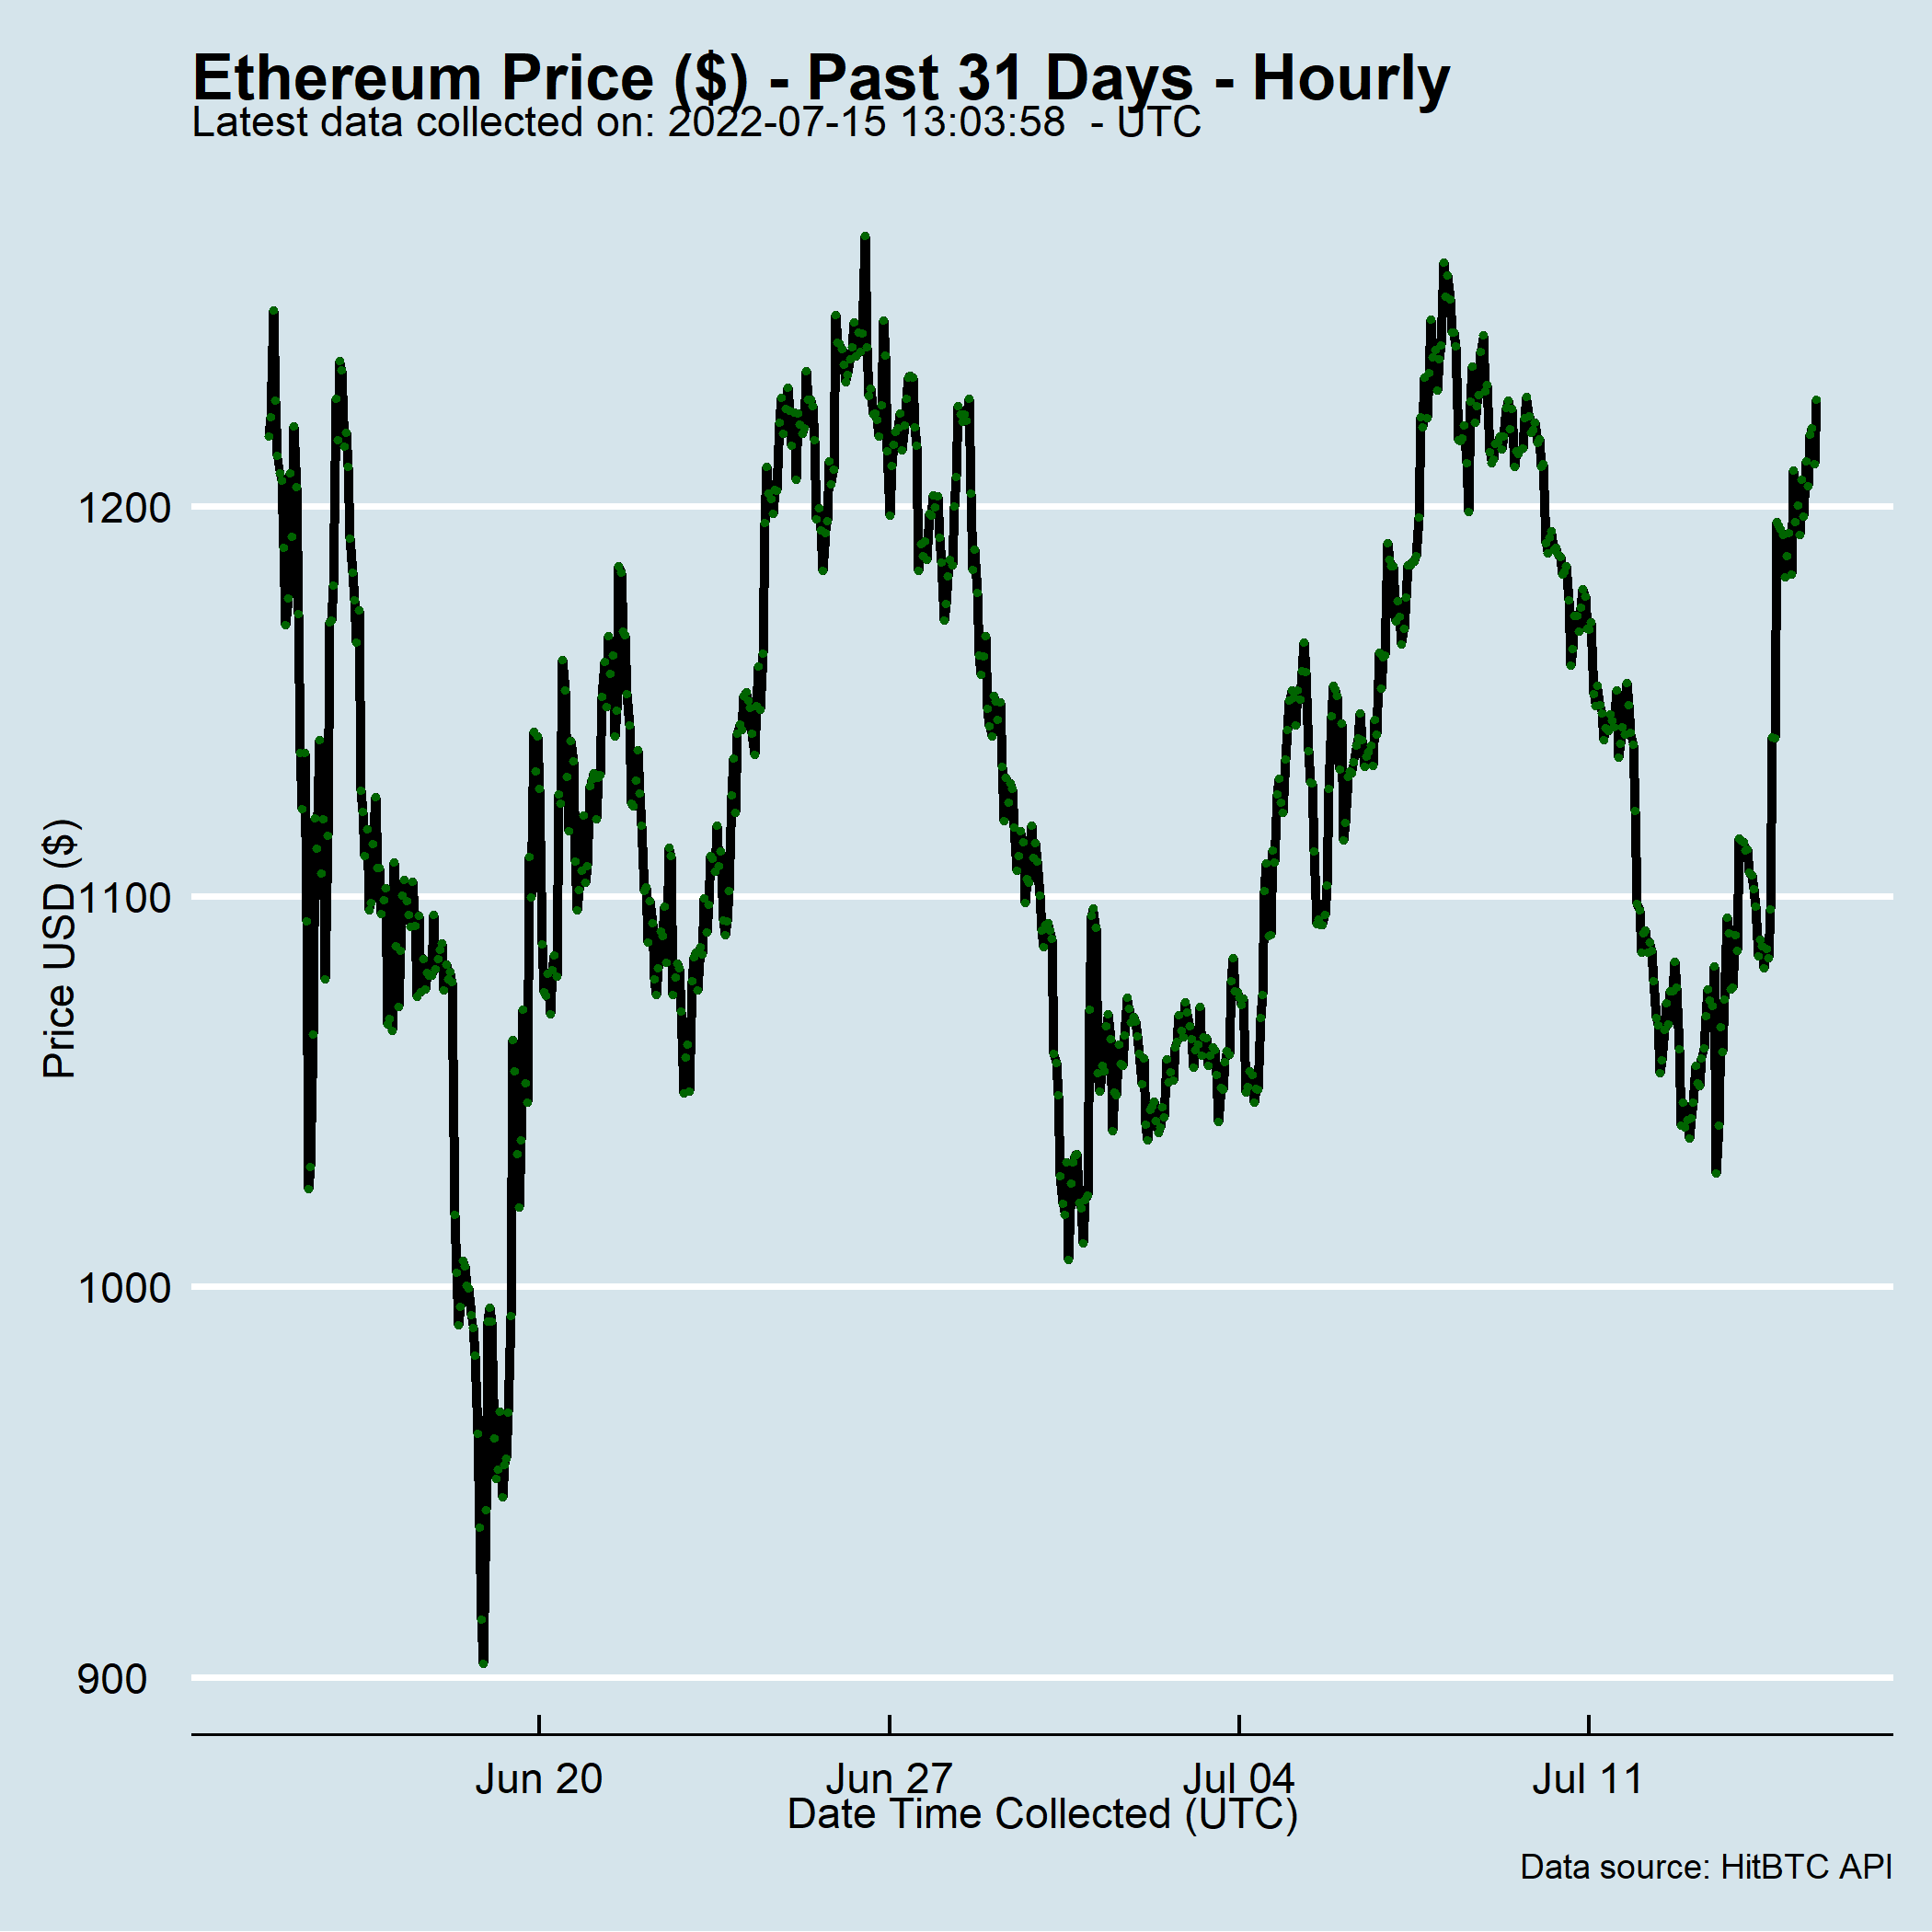 Ethereum Price ($) - Past 31 Days - Hourly
Latest data collected on: 2022-07-15 13:03:58  - UTC
Price USD ($)
1200
1100
1000
900
Jun 20
Jun 27
Jul 04
Jul 11
Date Time Collected (UTC)
Data source: HitBTC API